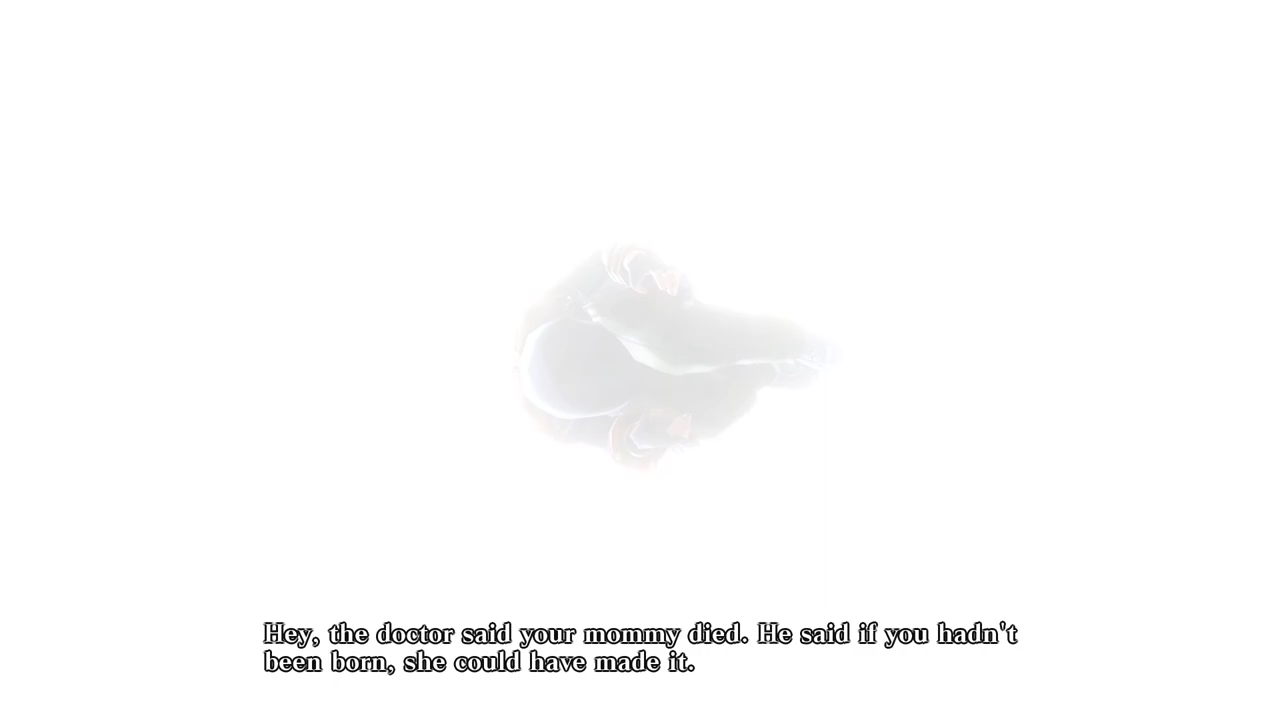 Hey, the doctor said your mommy died. He said if you hadn't
been born, she could have made it.